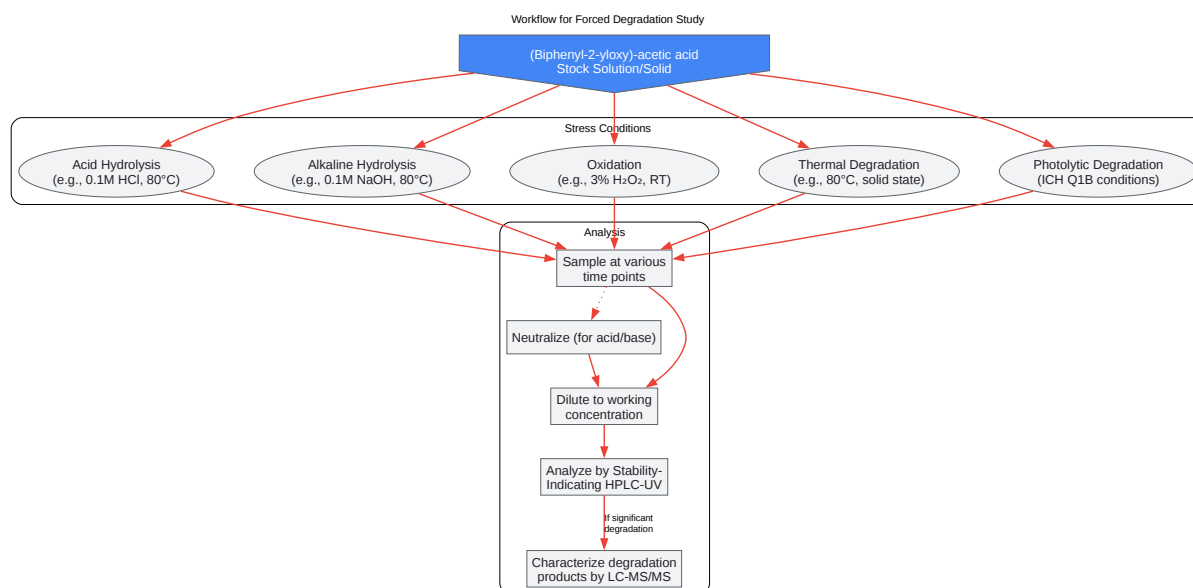 Workflow for Forced Degradation Study
(Biphenyl-2-yloxy)-acetic acid
Stock Solution/Solid
Stress Conditions
Acid Hydrolysis
(e.g., 0.1M HCl, 80°C)
Alkaline Hydrolysis
(e.g., 0.1M NaOH, 80°C)
Oxidation
(e.g., 3% H₂O₂, RT)
Thermal Degradation
(e.g., 80°C, solid state)
Photolytic Degradation
(ICH Q1B conditions)
Analysis
Sample at various
time points
Neutralize (for acid/base)
Dilute to working
concentration
Analyze by Stability-
Indicating HPLC-UV
If significant
degradation
Characterize degradation
products by LC-MS/MS